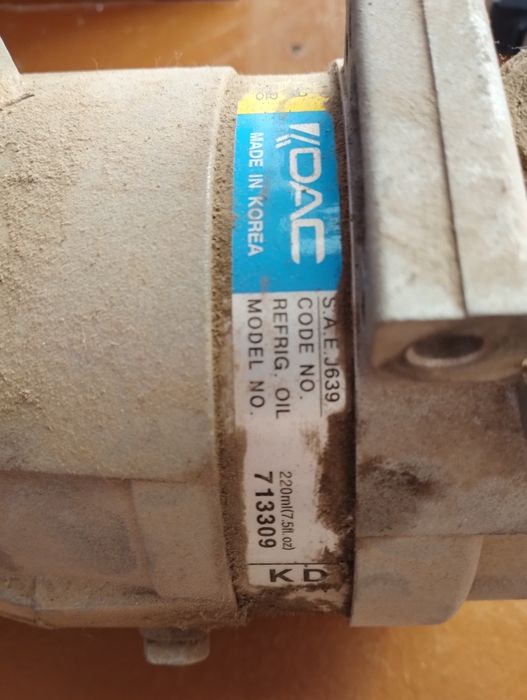 DAC
MADE IN KOREA
S.A.E. J639
CODE NO.
REFRIG. OIL 220ml(7.5fl.oz)
MODEL NO. 713309
KD